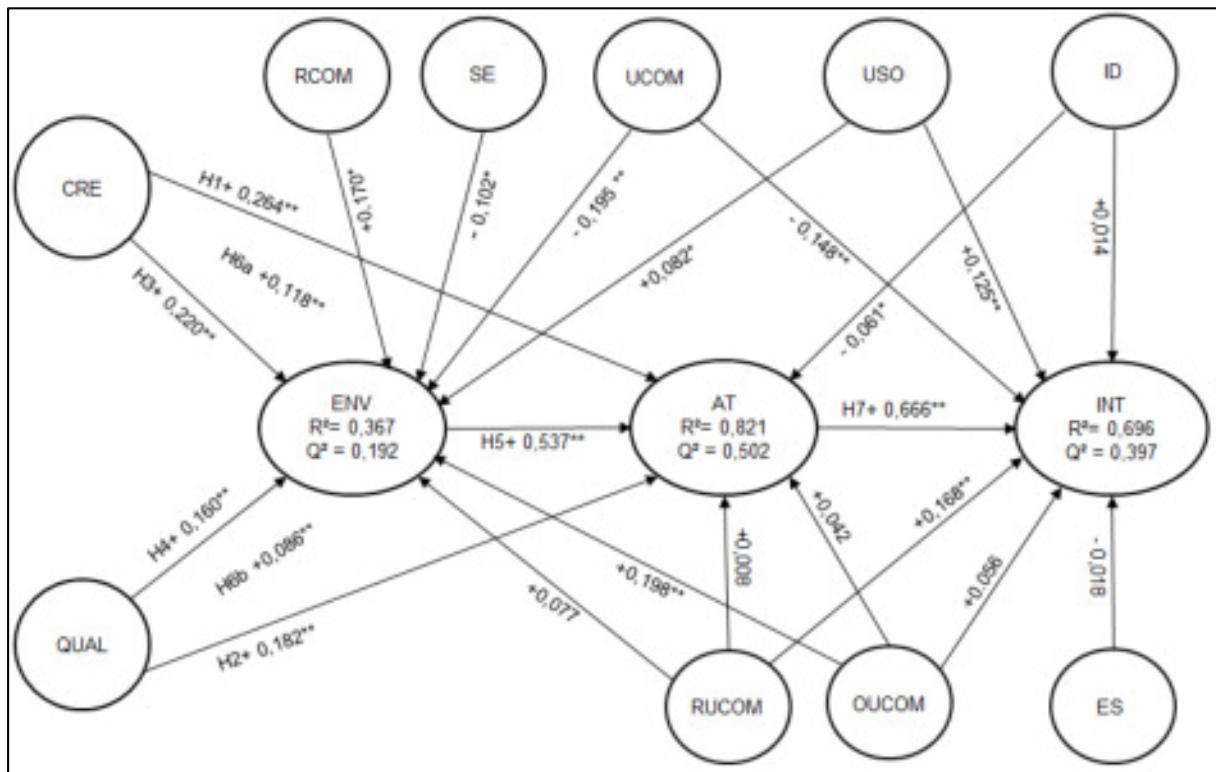 RCOM
SE
UCOM
USO
ID
CRE
H1+ 0,264**
+0,170*
- 0,102*
- 0,195 **
+0,082*
- 0,148**
+0,125**
- 0,061*
+0,014
H6a +0,118**
H3+ 0,220**
ENV
R²= 0,367
Q² = 0,192
H5+ 0,537**
AT
R²= 0,821
Q² = 0,502
H7+ 0,666**
INT
R²= 0,696
Q² = 0,397
H4+ 0,160**
H6b +0,086**
H2+ 0,182**
+0,077
+0,198**
+0,008
+0,042
+0,168**
+0,056
- 0,018
QUAL
RUCOM
OUCOM
ES